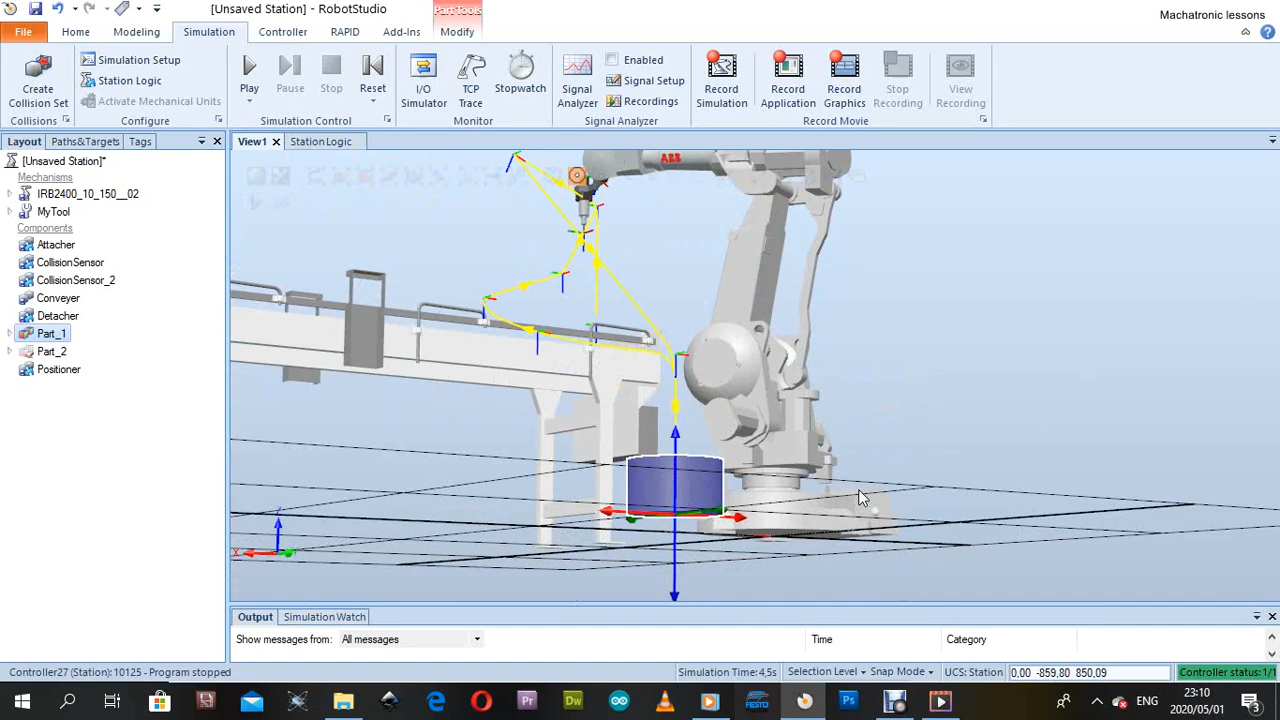 [Unsaved Station] - RobotStudio
Part Tools
Machatronic lessons
File
Home
Modeling
Simulation
Controller
RAPID
Add-Ins
Modify
Create Collision Set
Collisions
Simulation Setup
Station Logic
Activate Mechanical Units
Configure
Play
Pause
Stop
Reset
Simulation Control
I/O Simulator
TCP Trace
Stopwatch
Monitor
Signal Analyzer
Enabled
Signal Setup
Recordings
Signal Analyzer
Record Simulation
Record Application
Record Graphics
Stop Recording
View Recording
Record Movie
Layout
Paths&Targets
Tags
View1
Station Logic
[Unsaved Station]*
Mechanisms
IRB2400_10_150__02
MyTool
Components
Attacher
CollisionSensor
CollisionSensor_2
Conveyer
Detacher
Part_1
Part_2
Positioner
ABB
X
Output
Simulation Watch
Show messages from:
All messages
Time
Category
Controller27 (Station): 10125 - Program stopped
Simulation Time: 4,5s
Selection Level
Snap Mode
UCS: Station
0,00 -859,80 850,09
Controller status: 1/1
Pr
Dw
FESTO
Ps
ENG
23:10
2020/05/01
3